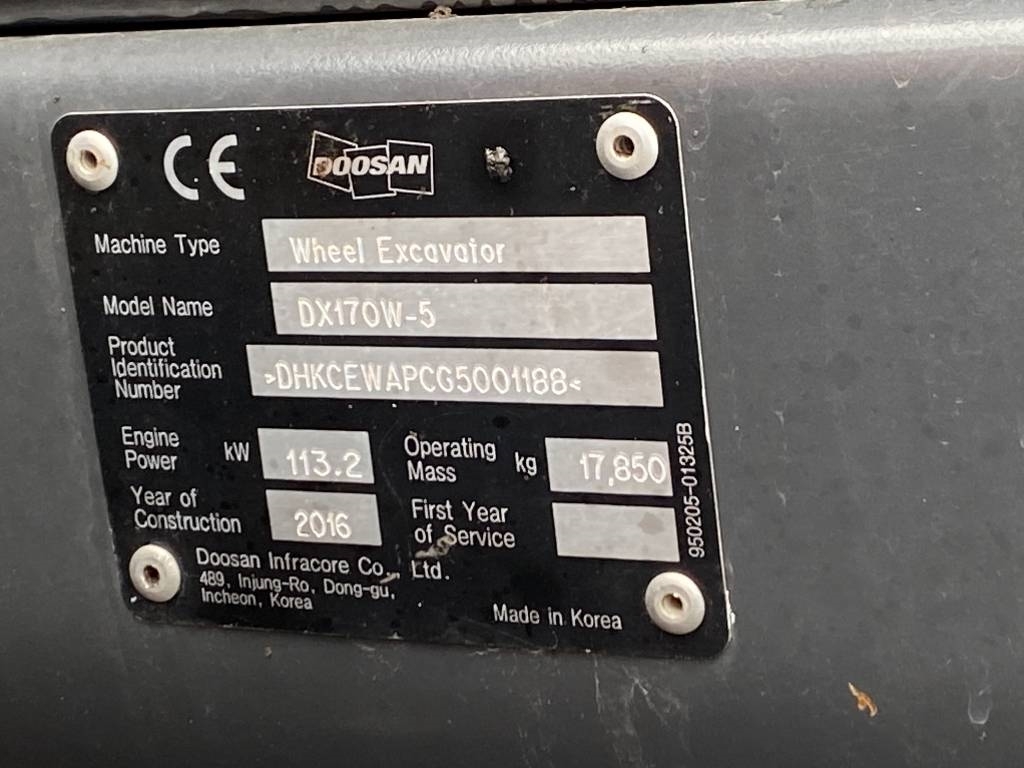 CE DOOSAN
Machine Type Wheel Excavator
Model Name DX170W-5
Product
Identification
Number >DHKCEWAPCG5001188<
Engine
Power kW 113.2
Operating
Mass kg 17,850
Year of
Construction 2016
First Year
of Service
950205-01325B
Doosan Infracore Co., Ltd.
489, Injung-Ro, Dong-gu,
Incheon, Korea
Made in Korea